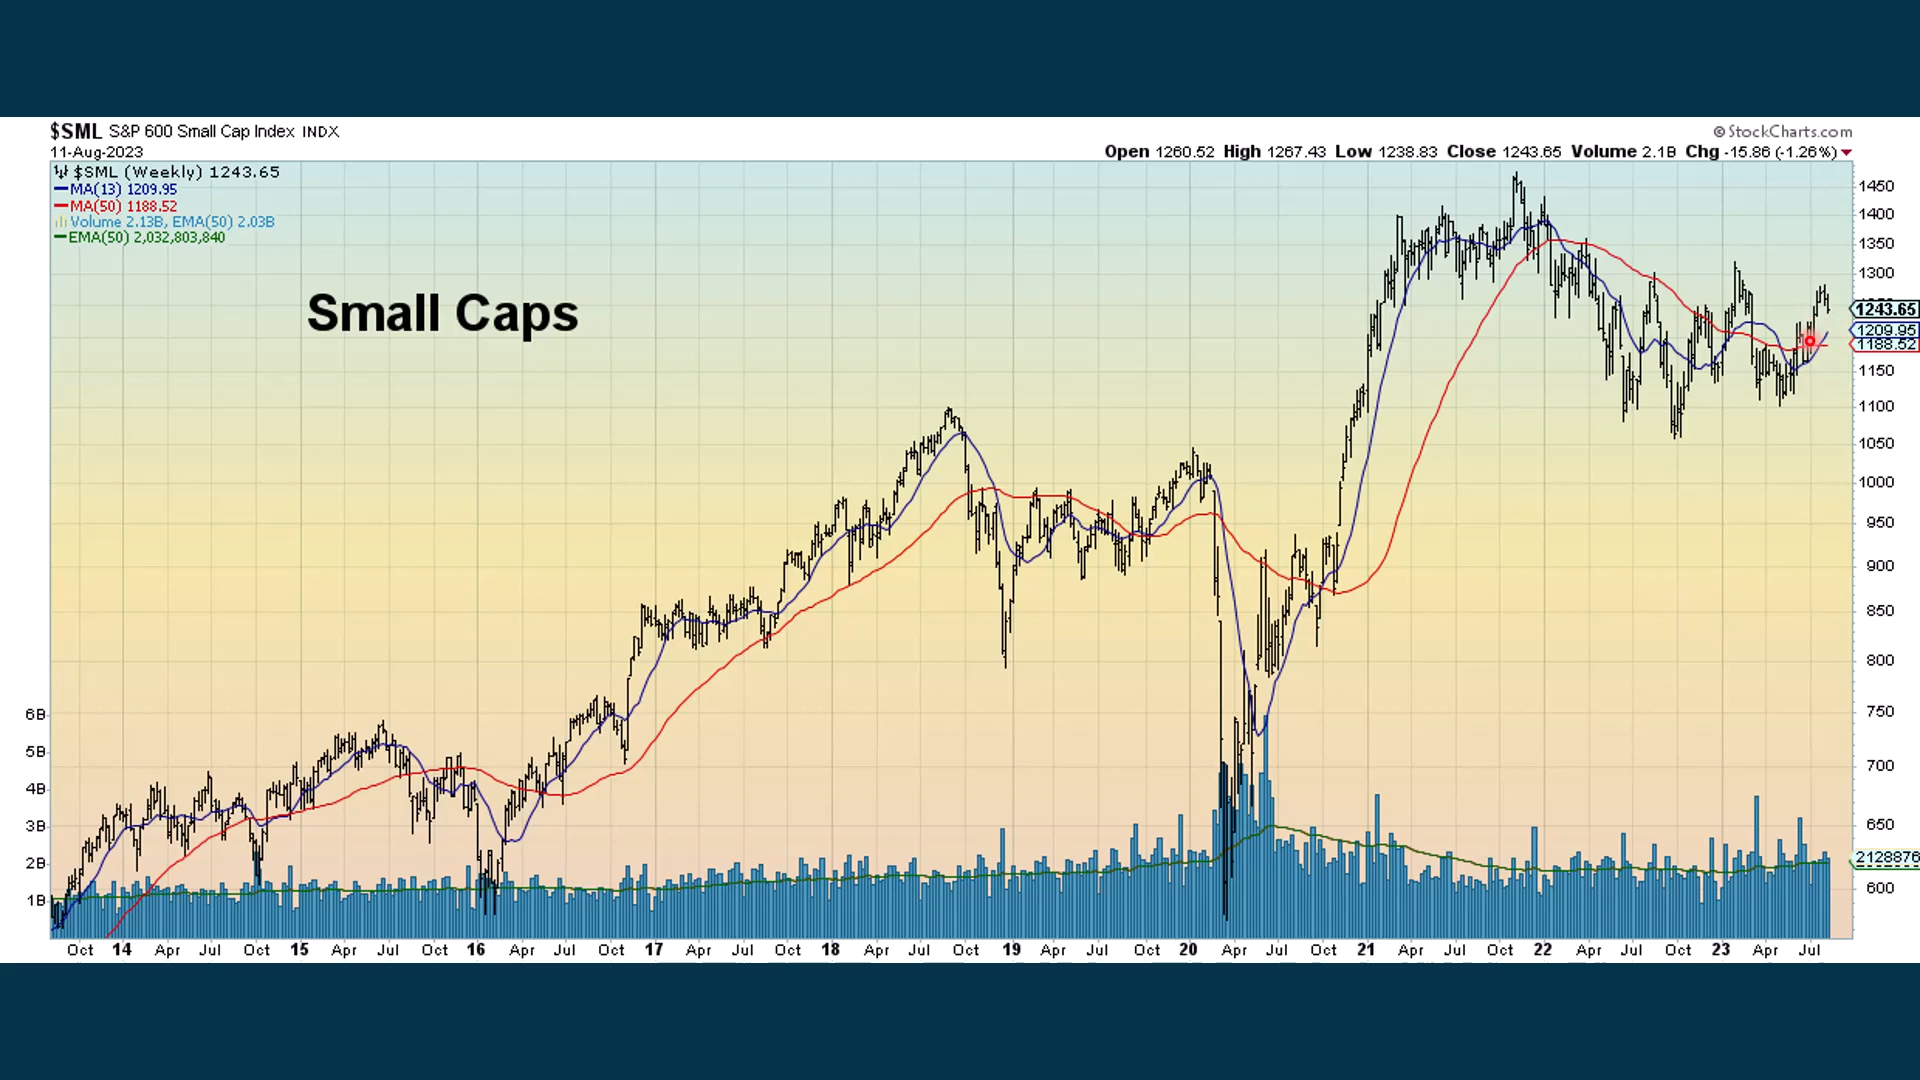 $SML S&P 600 Small Cap Index INDX
© StockCharts.com
11-Aug-2023
Open 1260.52 High 1267.43 Low 1238.83 Close 1243.65 Volume 2.1B Chg -15.86 (-1.26%)
$SML (Weekly) 1243.65
MA(13) 1209.95
MA(50) 1188.52
Volume 2.13B, EMA(50) 2.03B
EMA(50) 2,032,803,840
Small Caps
1450
1400
1350
1300
1243.65
1209.95
1188.52
1150
1100
1050
1000
950
900
850
800
750
700
650
2128876
600
6B
5B
4B
3B
2B
1B
Oct 14 Apr Jul Oct 15 Apr Jul Oct 16 Apr Jul Oct 17 Apr Jul Oct 18 Apr Jul Oct 19 Apr Jul Oct 20 Apr Jul Oct 21 Apr Jul Oct 22 Apr Jul Oct 23 Apr Jul